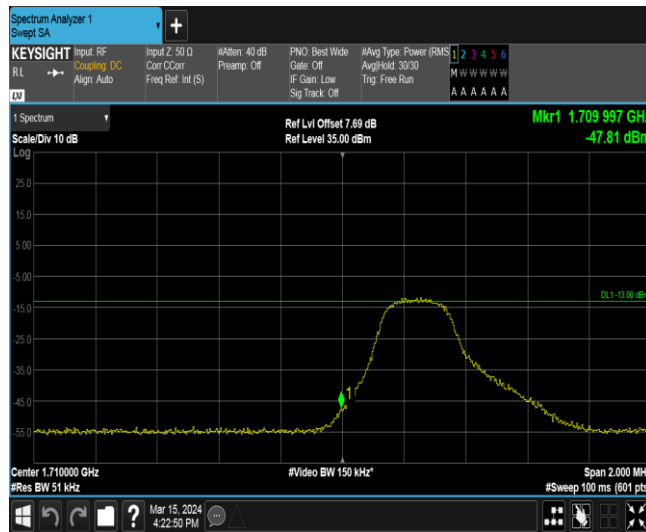 Spectrum Analyzer 1
Swept SA
+
KEYSIGHT
RL
LXI
Input: RF
Coupling: DC
Align: Auto
Input Z: 50 Ω
Corr CCorr
Freq Ref: Int (S)
#Atten: 40 dB
Preamp: Off
PNO: Best Wide
Gate: Off
IF Gain: Low
Sig Track: Off
#Avg Type: Power (RMS
Avg|Hold: 30/30
Trig: Free Run
1 2 3 4 5 6
M W W W W W
A A A A A A
1 Spectrum
Scale/Div 10 dB
Log
Ref Lvl Offset 7.69 dB
Ref Level 35.00 dBm
Mkr1 1.709 997 GHz
-47.81 dBm
25.0
15.0
5.00
-5.00
-15.0
-25.0
-35.0
-45.0
-55.0
DL1 -13.00 dBm
1
Center 1.710000 GHz
#Res BW 51 kHz
#Video BW 150 kHz*
Span 2.000 MH
#Sweep 100 ms (601 pts
?
Mar 15, 2024
4:22:50 PM